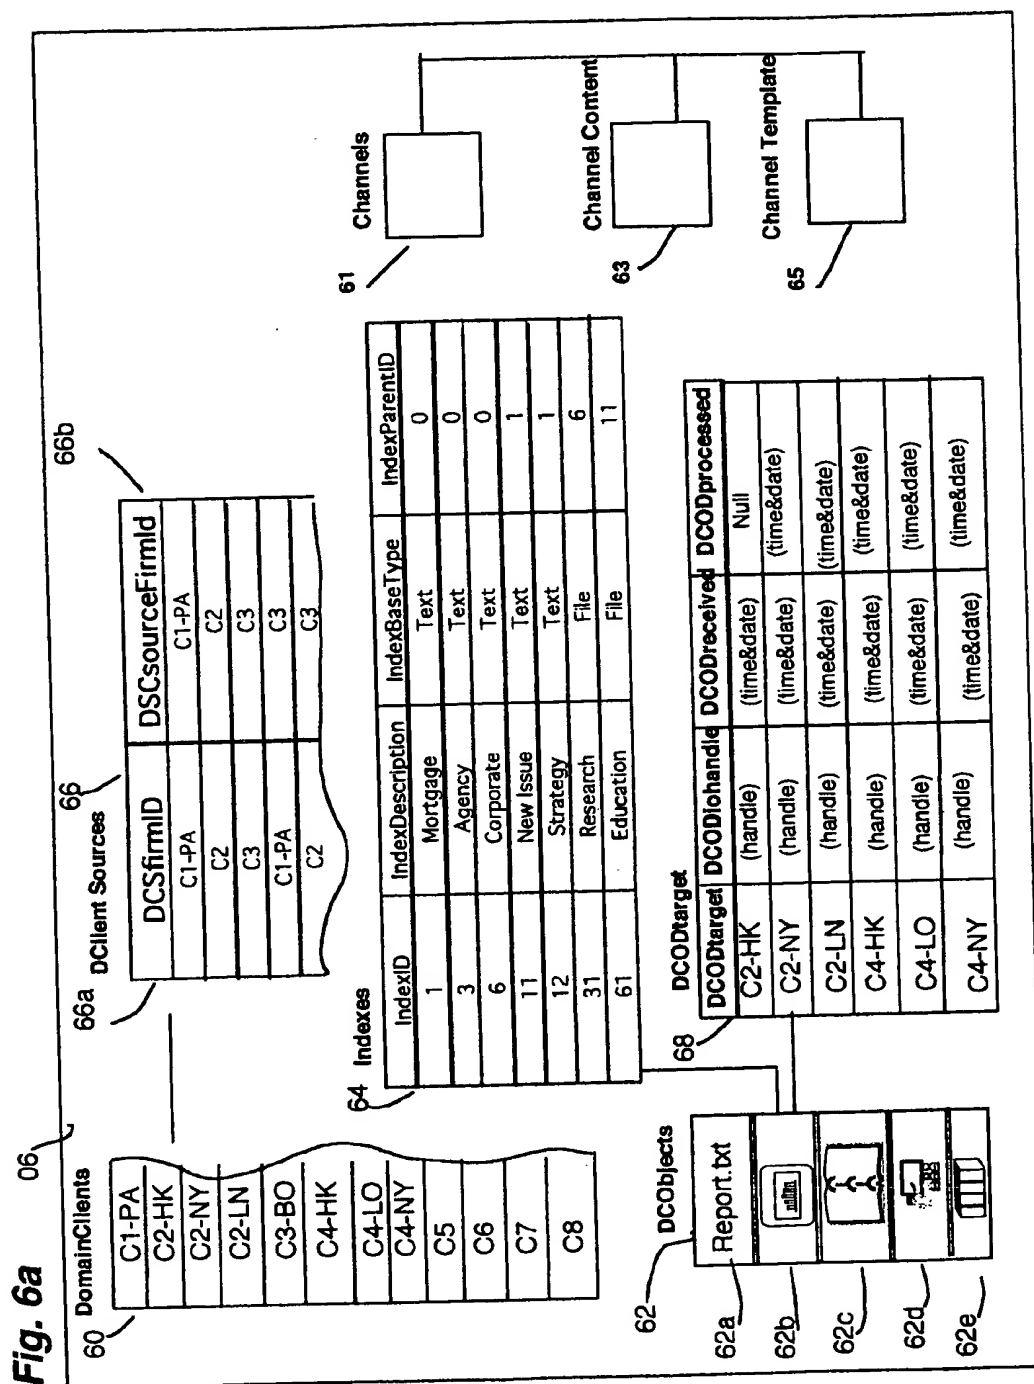 Fig. 6a
06
DomainClients
60
C1-PA
C2-HK
C2-NY
C2-LN
C3-BO
C4-HK
C4-LO
C4-NY
C5
C6
C7
C8
DClient Sources
66
66a
66b
DCSfirmID DSCsourceFirmId
C1-PA C1-PA
C2 C2
C3 C3
C1-PA C3
C2 C3
64 Indexes
IndexID IndexDescription IndexBaseType IndexParentID
1 Mortgage Text 0
3 Agency Text 0
6 Corporate Text 0
11 New Issue Text 1
12 Strategy Text 1
31 Research File 6
61 Education File 11
Channels
61
Channel Content
63
Channel Template
65
62 DCObjects
62a Report.txt
62b
62c
62d
62e
68 DCODtarget
DCODtarget DCODiohandle DCODreceived DCODprocessed
C2-HK (handle) (time&date) Null
C2-NY (handle) (time&date) (time&date)
C2-LN (handle) (time&date) (time&date)
C4-HK (handle) (time&date) (time&date)
C4-LO (handle) (time&date) (time&date)
C4-NY (handle) (time&date) (time&date)